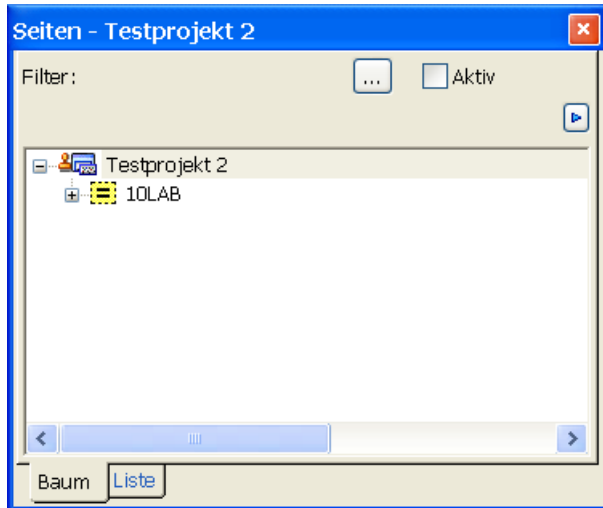 Seiten - Testprojekt 2
Filter:
...
Aktiv
Testprojekt 2
10LAB
Baum
Liste